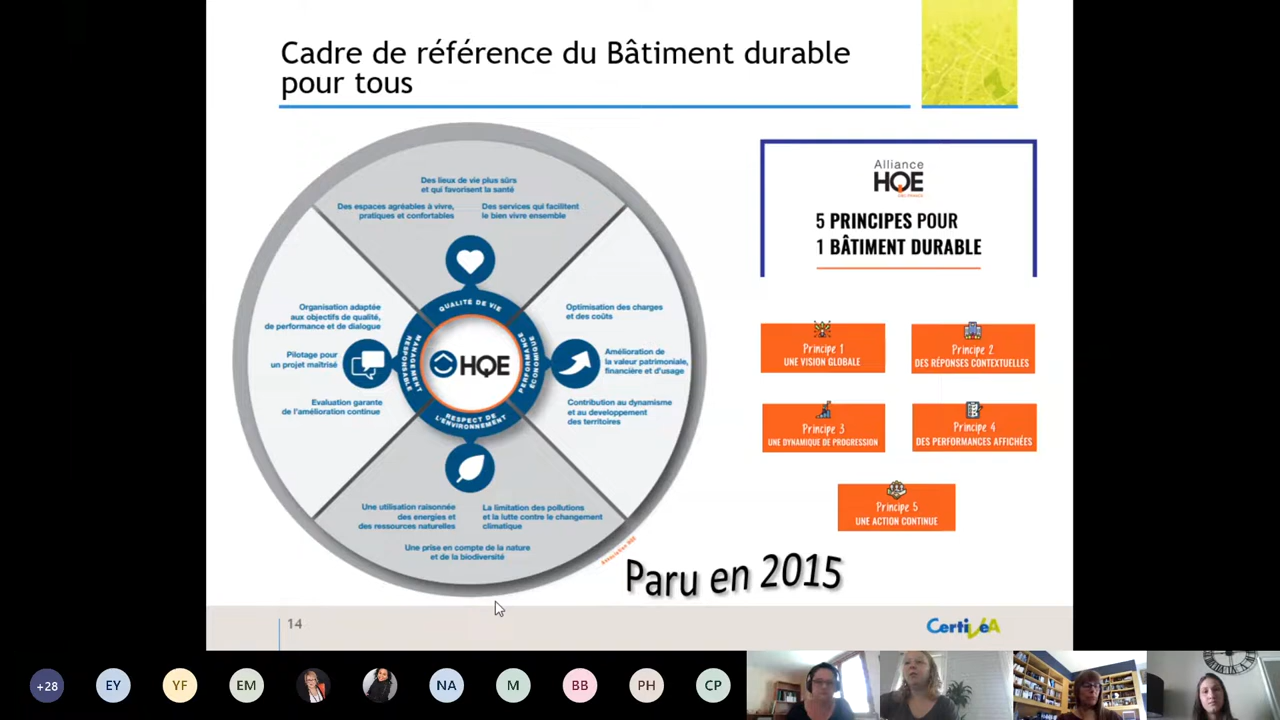 Cadre de référence du Bâtiment durable
pour tous
Des lieux de vie plus sûrs
et qui favorisent la santé
Des espaces agréables à vivre,
pratiques et confortables
Des services qui facilitent
le bien vivre ensemble
QUALITÉ DE VIE
Organisation adaptée
aux objectifs de qualité,
de performance et de dialogue
Pilotage pour
un projet maîtrisé
Evaluation garante
de l'amélioration continue
MANAGEMENT
RESPONSABLE
HQE
PERFORMANCE
ÉCONOMIQUE
Optimisation des charges
et des coûts
Amélioration de
la valeur patrimoniale,
financière et d'usage
Contribution au dynamisme
et au developpement
des territoires
RESPECT DE
L'ENVIRONNEMENT
Une utilisation raisonnée
des energies et
des ressources naturelles
La limitation des pollutions
et la lutte contre le changement
climatique
Une prise en compte de la nature
et de la biodiversité
Association HQE
Alliance
HQE
5 PRINCIPES POUR
1 BÂTIMENT DURABLE
Principe 1
UNE VISION GLOBALE
Principe 2
DES RÉPONSES CONTEXTUELLES
Principe 3
UNE DYNAMIQUE DE PROGRESSION
Principe 4
DES PERFORMANCES AFFICHÉES
Principe 5
UNE ACTION CONTINUE
Paru en 2015
14
CertiVéA
+28
EY
YF
EM
NA
M
BB
PH
CP